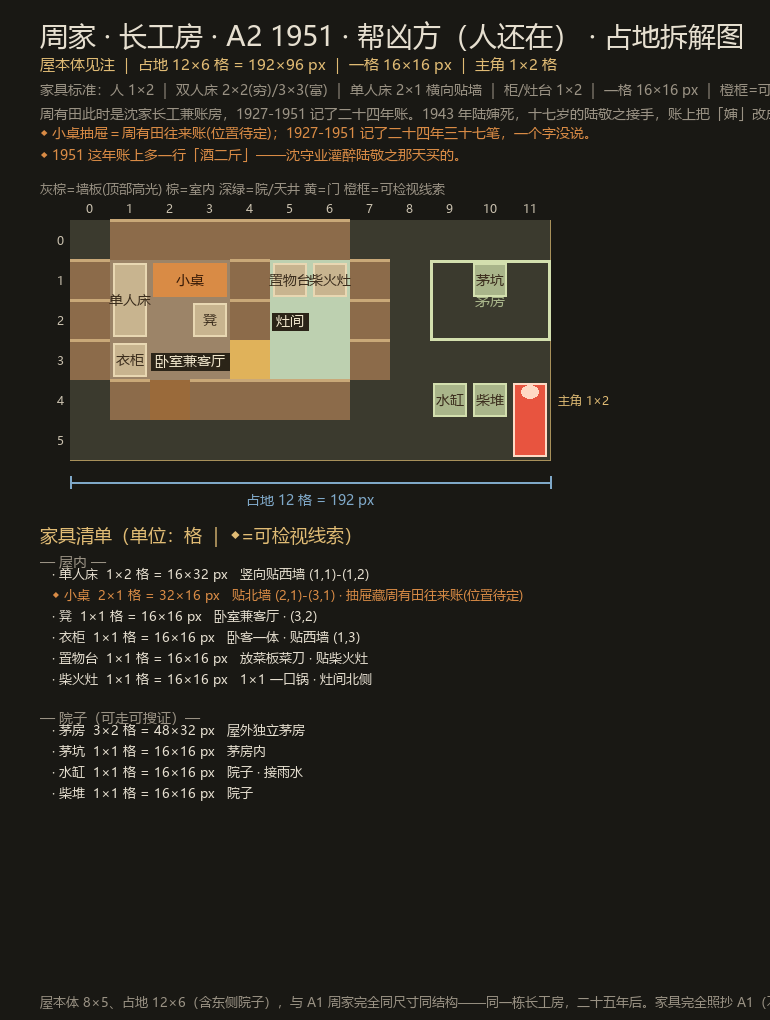 周家 · 长工房 · A2 1951 · 帮凶方（人还在） · 占地拆解图
屋本体见注 ｜ 占地 12×6 格 = 192×96 px ｜ 一格 16×16 px ｜ 主角 1×2 格
家具标准：人 1×2 ｜ 双人床 2×2(穷)/3×3(富) ｜ 单人床 2×1 横向贴墙 ｜ 柜/灶台 1×2 ｜ 一格 16×16 px ｜ 橙框=可
周有田此时是沈家长工兼账房，1927-1951 记了二十四年账。1943 年陆婶死，十七岁的陆敬之接手，账上把「婶」改成
◆ 小桌抽屉＝周有田往来账(位置待定)；1927-1951 记了二十四年三十七笔，一个字没说。
◆ 1951 这年账上多一行「酒二斤」——沈守业灌醉陆敬之那天买的。
灰棕=墙板(顶部高光) 棕=室内 深绿=院/天井 黄=门 橙框=可检视线索
0 1 2 3 4 5 6 7 8 9 10 11
0
1
2
3
4
5
单人床
小桌
置物台
柴火灶
茅坑
茅房
凳
灶间
衣柜
卧室兼客厅
水缸
柴堆
主角 1×2
占地 12 格 = 192 px
家具清单（单位：格 ｜ ◆=可检视线索）
— 屋内 —
· 单人床 1×2 格 = 16×32 px 竖向贴西墙 (1,1)-(1,2)
◆ 小桌 2×1 格 = 32×16 px 贴北墙 (2,1)-(3,1) · 抽屉藏周有田往来账(位置待定)
· 凳 1×1 格 = 16×16 px 卧室兼客厅 · (3,2)
· 衣柜 1×1 格 = 16×16 px 卧客一体 · 贴西墙 (1,3)
· 置物台 1×1 格 = 16×16 px 放菜板菜刀 · 贴柴火灶
· 柴火灶 1×1 格 = 16×16 px 1×1 一口锅 · 灶间北侧
— 院子（可走可搜证）—
· 茅房 3×2 格 = 48×32 px 屋外独立茅房
· 茅坑 1×1 格 = 16×16 px 茅房内
· 水缸 1×1 格 = 16×16 px 院子 · 接雨水
· 柴堆 1×1 格 = 16×16 px 院子
屋本体 8×5、占地 12×6（含东侧院子），与 A1 周家完全同尺寸同结构——同一栋长工房，二十五年后。家具完全照抄 A1（